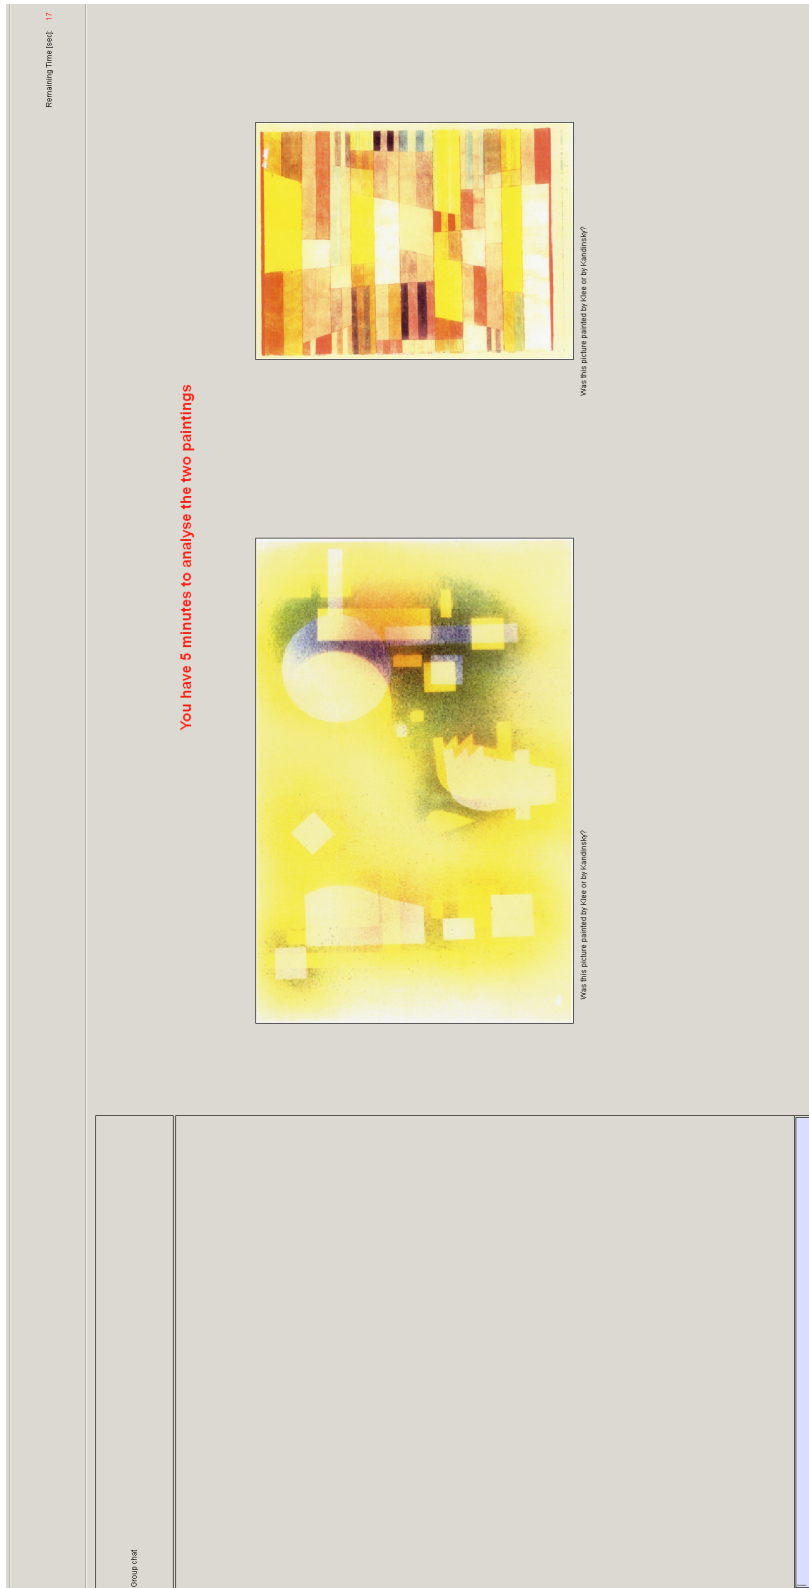 Remaining Time [sec]: 17
You have 5 minutes to analyse the two paintings
Was this picture painted by Klee or by Kandinsky?
Was this picture painted by Klee or by Kandinsky?
Group chat